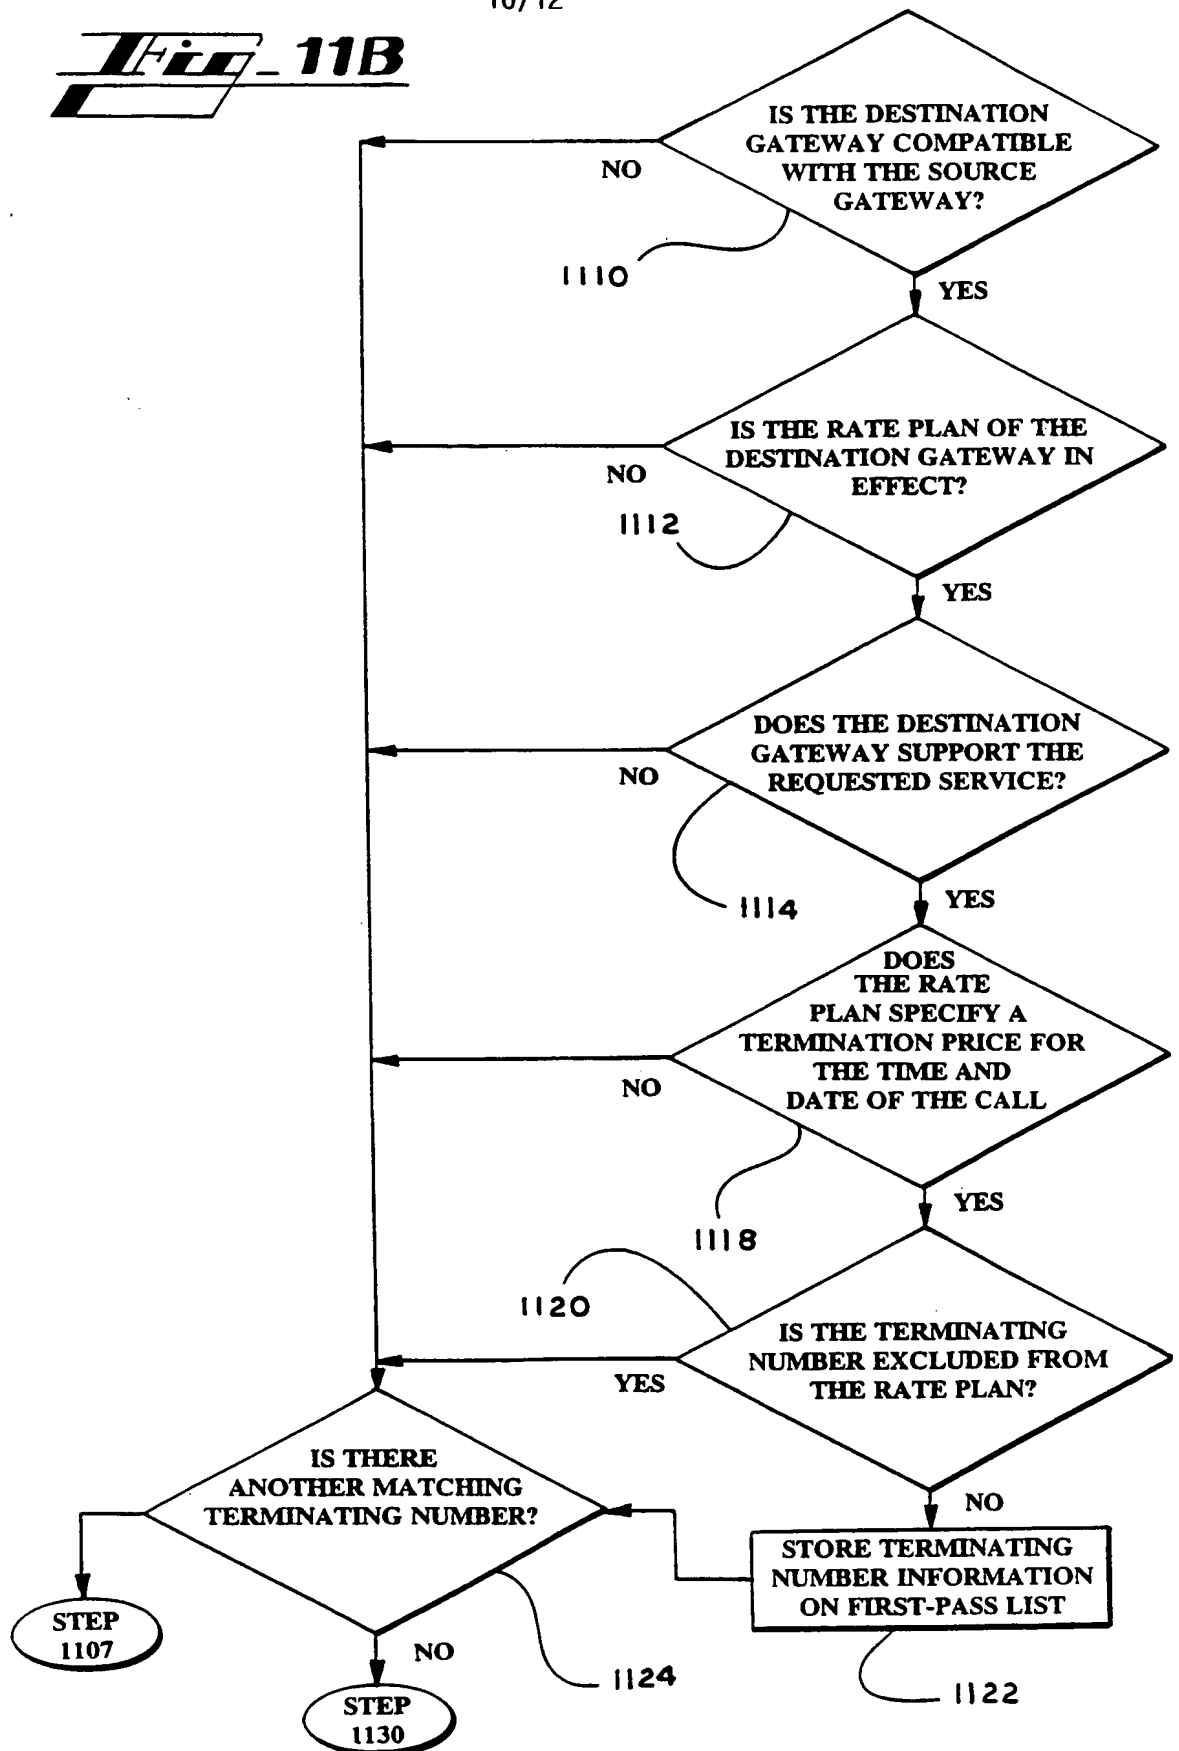 10/12
Fig_11B
IS THE DESTINATION
GATEWAY COMPATIBLE
WITH THE SOURCE
GATEWAY?
NO
1110
YES
IS THE RATE PLAN OF THE
DESTINATION GATEWAY IN
EFFECT?
NO
1112
YES
DOES THE DESTINATION
GATEWAY SUPPORT THE
REQUESTED SERVICE?
NO
1114
YES
DOES
THE RATE
PLAN SPECIFY A
TERMINATION PRICE FOR
THE TIME AND
DATE OF THE CALL
NO
1118
YES
1120
IS THE TERMINATING
NUMBER EXCLUDED FROM
THE RATE PLAN?
YES
NO
IS THERE
ANOTHER MATCHING
TERMINATING NUMBER?
STORE TERMINATING
NUMBER INFORMATION
ON FIRST-PASS LIST
1122
STEP
1107
NO
1124
STEP
1130